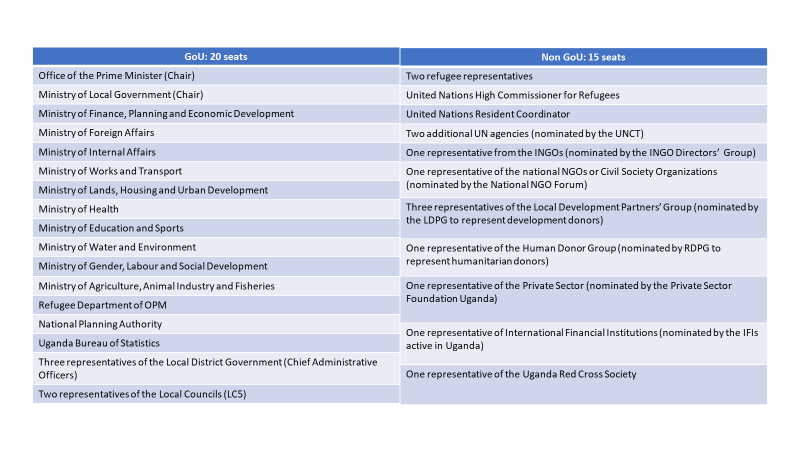 GoU: 20 seats
Office of the Prime Minister (Chair)
Ministry of Local Government (Chair)
Ministry of Finance, Planning and Economic Development
Ministry of Foreign Affairs
Ministry of Internal Affairs
Ministry of Works and Transport
Ministry of Lands, Housing and Urban Development
Ministry of Health
Ministry of Education and Sports
Ministry of Water and Environment
Ministry of Gender, Labour and Social Development
Ministry of Agriculture, Animal Industry and Fisheries
Refugee Department of OPM
National Planning Authority
Uganda Bureau of Statistics
Three representatives of the Local District Government (Chief Administrative
Officers)
Two representatives of the Local Councils (LC5)
Non GoU: 15 seats
Two refugee representatives
United Nations High Commissioner for Refugees
United Nations Resident Coordinator
Two additional UN agencies (nominated by the UNCT)
One representative from the INGOs (nominated by the INGO Directors' Group)
One representative of the national NGOs or Civil Society Organizations
(nominated by the National NGO Forum)
Three representatives of the Local Development Partners' Group (nominated by
the LDPG to represent development donors)
One representative of the Human Donor Group (nominated by RDPG to
represent humanitarian donors)
One representative of the Private Sector (nominated by the Private Sector
Foundation Uganda)
One representative of International Financial Institutions (nominated by the IFIs
active in Uganda)
One representative of the Uganda Red Cross Society